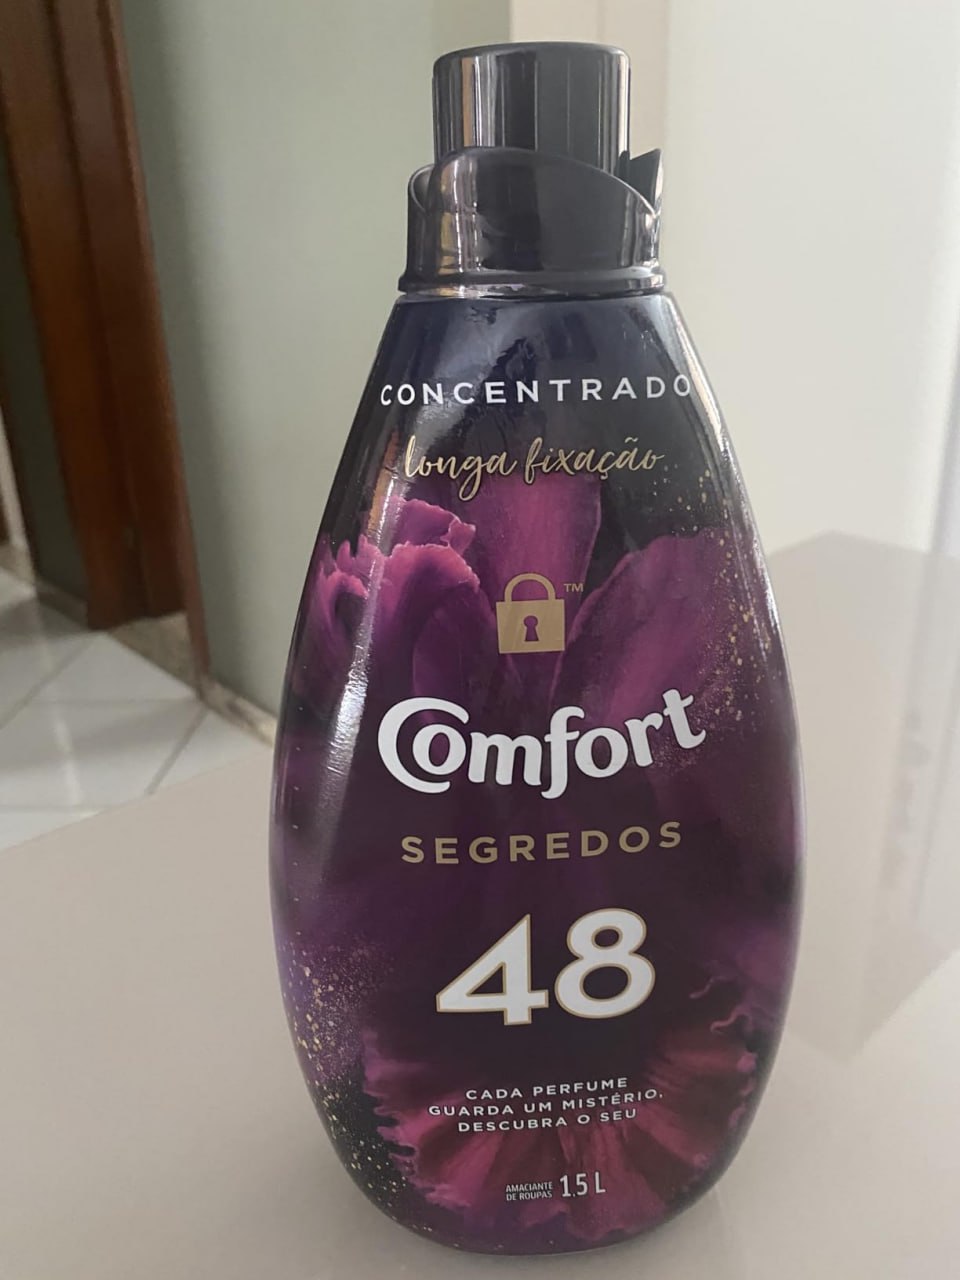 CONCENTRADO
longa fixação
TM
Comfort
SEGREDOS
48
CADA PERFUME
GUARDA UM MISTÉRIO,
DESCUBRA O SEU
AMACIANTE
DE ROUPAS 1,5 L